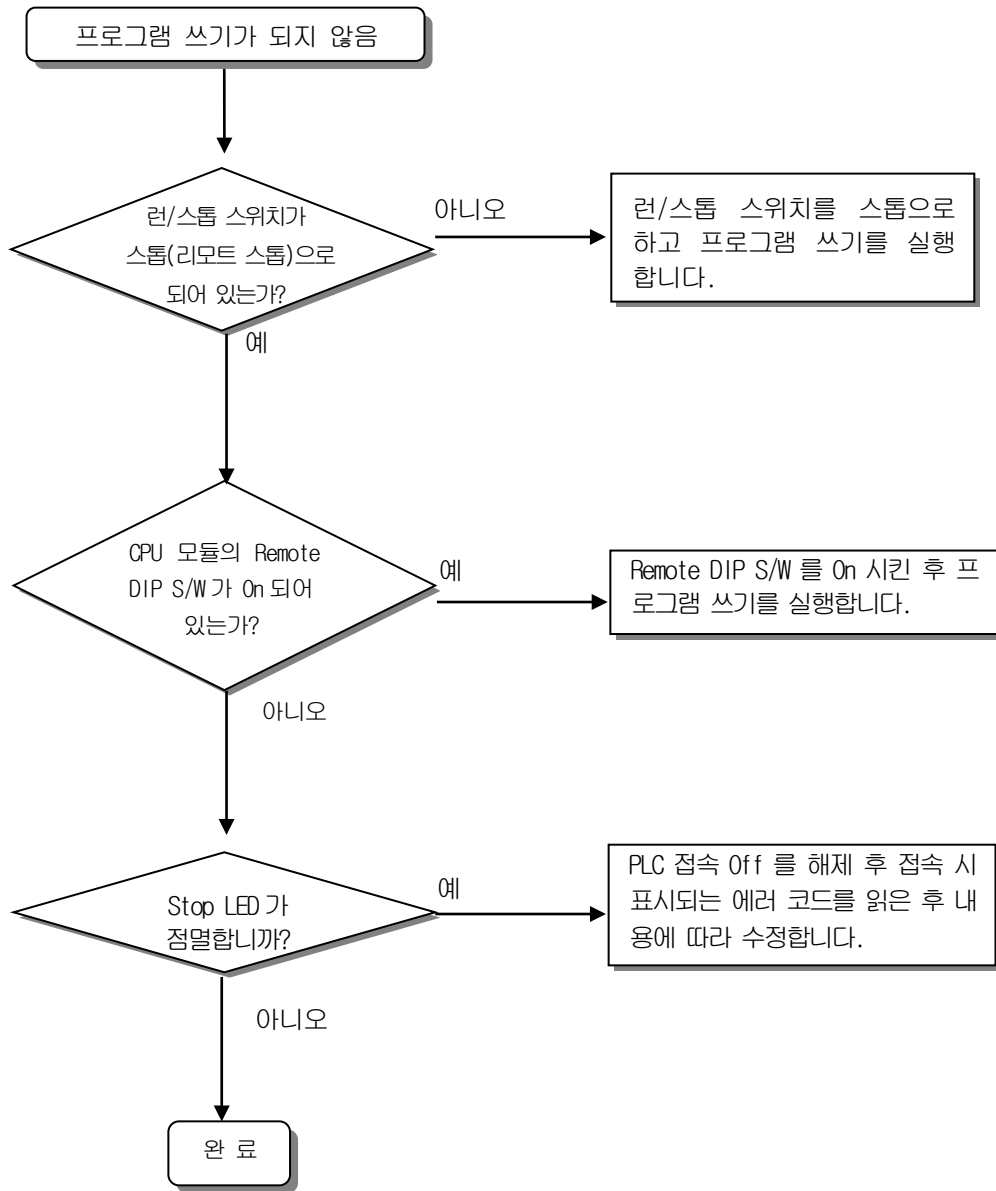 프로그램 쓰기가 되지 않음
런/스톱 스위치가
스톱(리모트 스톱)으로
되어 있는가?
아니오
런/스톱 스위치를 스톱으로
하고 프로그램 쓰기를 실행
합니다.
예
CPU 모듈의 Remote
DIP S/W가 On 되어
있는가?
예
Remote DIP S/W 를 On 시킨 후 프
로그램 쓰기를 실행합니다.
아니오
Stop LED 가
점멸합니까?
예
PLC 접속 Off 를 해제 후 접속 시
표시되는 에러 코드를 읽은 후 내
용에 따라 수정합니다.
아니오
완 료